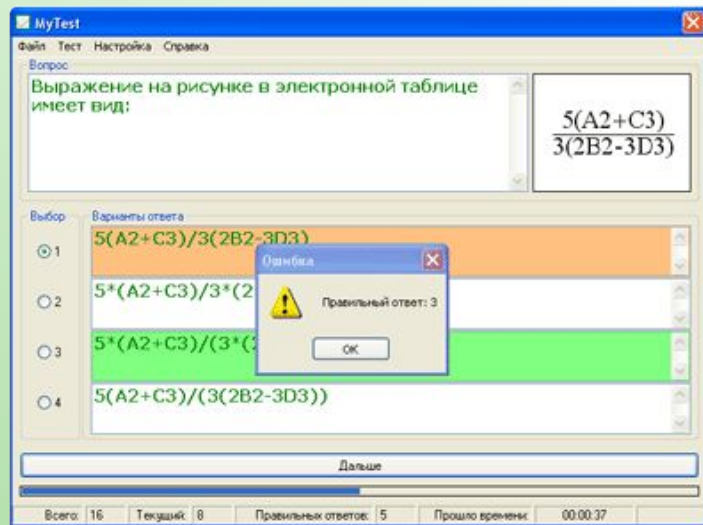 MyTest
Файл Тест Настройка Справка
Вопрос
Выражение на рисунке в электронной таблице
имеет вид:
5(A2+C3)
3(2B2-3D3)
Выбор Варианты ответа
1 5(A2+C3)/3(2B2-3D3)
Ошибка
2 5*(A2+C3)/3*(2
Правильный ответ: 3
3 5*(A2+C3)/(3*(2
ОК
4 5(A2+C3)/(3(2B2-3D3))
Дальше
Всего: 16 Текущий: 8 Правильных ответов: 5 Прошло времени: 00:00:37